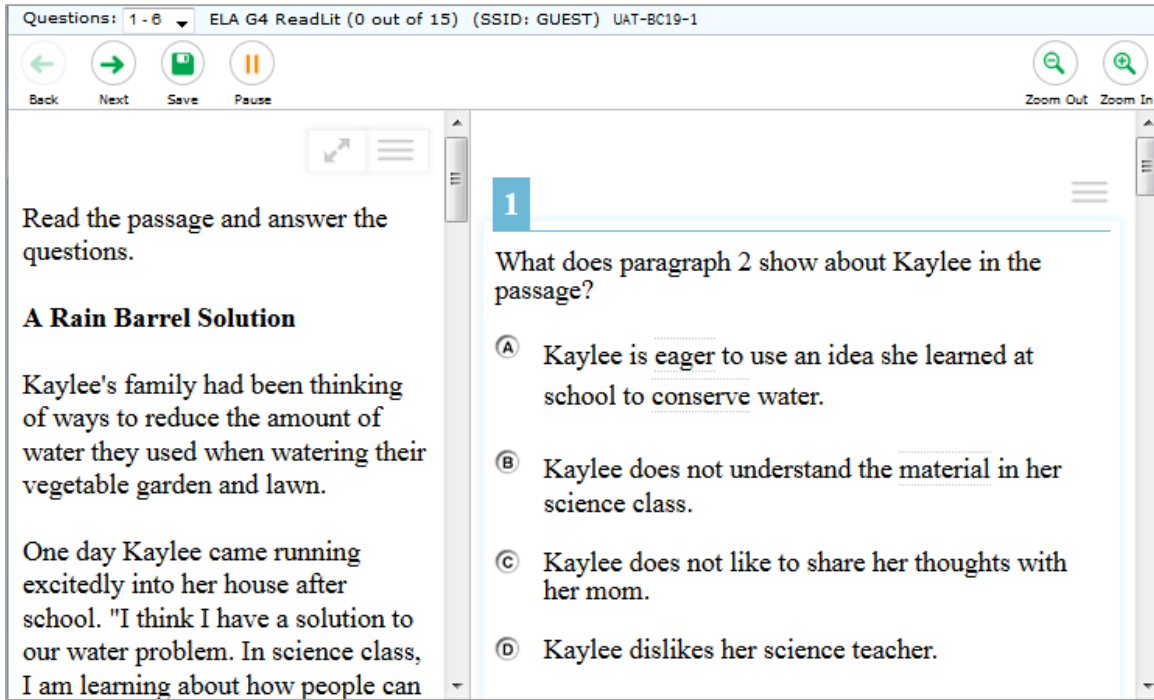 Questions: 1 - 6 ELA G4 ReadLit (0 out of 15) (SSID: GUEST) UAT-BC19-1
Back Next Save Pause Zoom Out Zoom In
Read the passage and answer the
questions.
A Rain Barrel Solution
Kaylee's family had been thinking
of ways to reduce the amount of
water they used when watering their
vegetable garden and lawn.
One day Kaylee came running
excitedly into her house after
school. "I think I have a solution to
our water problem. In science class,
I am learning about how people can
1
What does paragraph 2 show about Kaylee in the
passage?
A Kaylee is eager to use an idea she learned at
school to conserve water.
B Kaylee does not understand the material in her
science class.
C Kaylee does not like to share her thoughts with
her mom.
D Kaylee dislikes her science teacher.